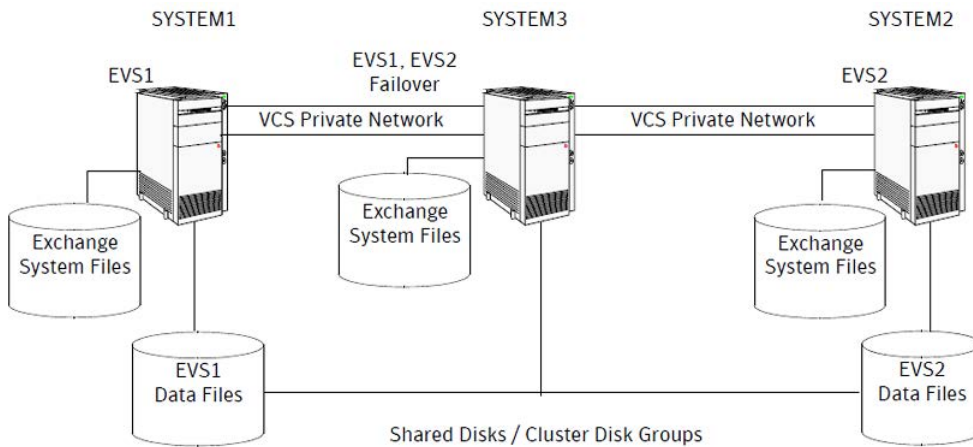 SYSTEM1
SYSTEM3
SYSTEM2
EVS1
EVS1, EVS2
Failover
EVS2
VCS Private Network
VCS Private Network
Exchange
System Files
Exchange
System Files
Exchange
System Files
EVS1
Data Files
EVS2
Data Files
Shared Disks / Cluster Disk Groups